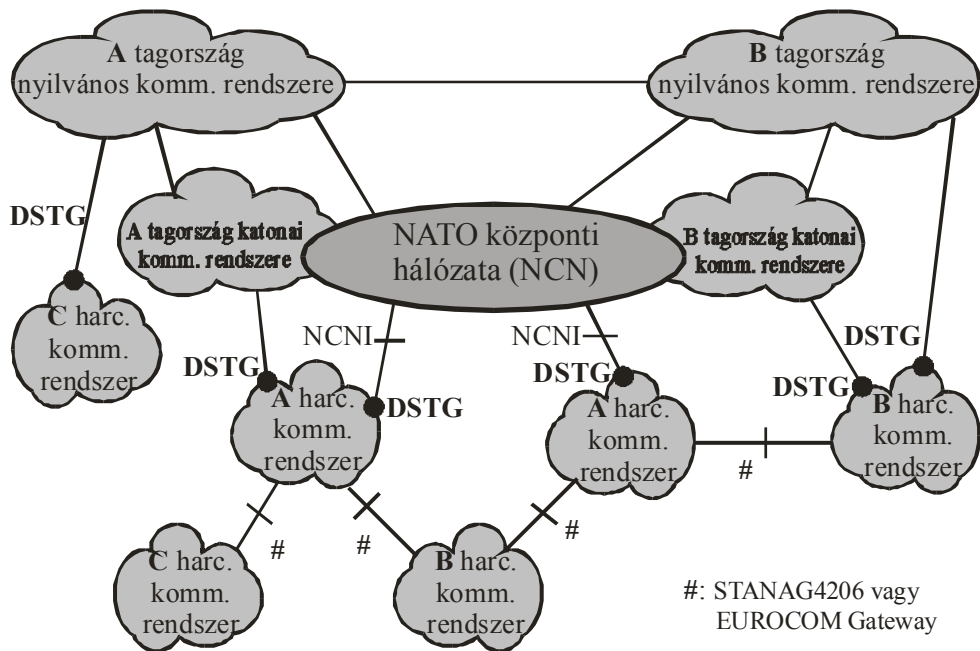 A tagország
nyilvános komm. rendszere
B tagország
nyilvános komm. rendszere
DSTG
A tagország katonai
komm. rendszere
NATO központi
hálózata (NCN)
B tagország katonai
komm. rendszere
C harc.
komm.
rendszer
NCNI
NCNI
DSTG
DSTG
DSTG
DSTG
DSTG
A harc.
komm.
rendszer
A harc.
komm.
rendszer
B harc.
komm.
rendszer
#
#
#
#
C harc.
komm.
rendszer
B harc.
komm.
rendszer
#: STANAG4206 vagy
EUROCOM Gateway